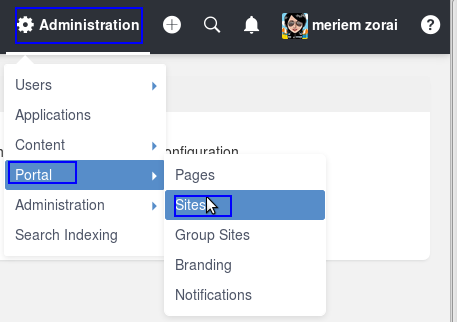 Administration
meriem zorai
Users
Applications
Content
onfiguration
Portal
Pages
Administration
Sites
Search Indexing
Group Sites
Branding
Notifications